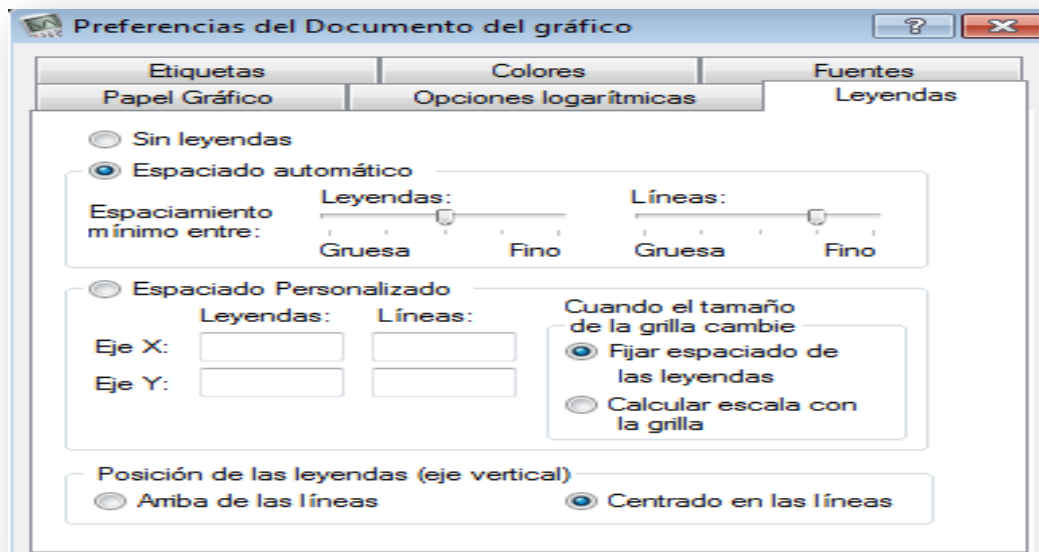 Preferencias del Documento del gráfico
Etiquetas Colores Fuentes
Papel Gráfico Opciones logarítmicas Leyendas
Sin leyendas
Espaciado automático
Leyendas: Líneas:
Espaciamiento
mínimo entre:
Gruesa Fino Gruesa Fino
Espaciado Personalizado
Leyendas: Líneas:
Eje X:
Eje Y:
Cuando el tamaño
de la grilla cambie
Fijar espaciado de
las leyendas
Calcular escala con
la grilla
Posición de las leyendas (eje vertical)
Arriba de las líneas Centrado en las líneas